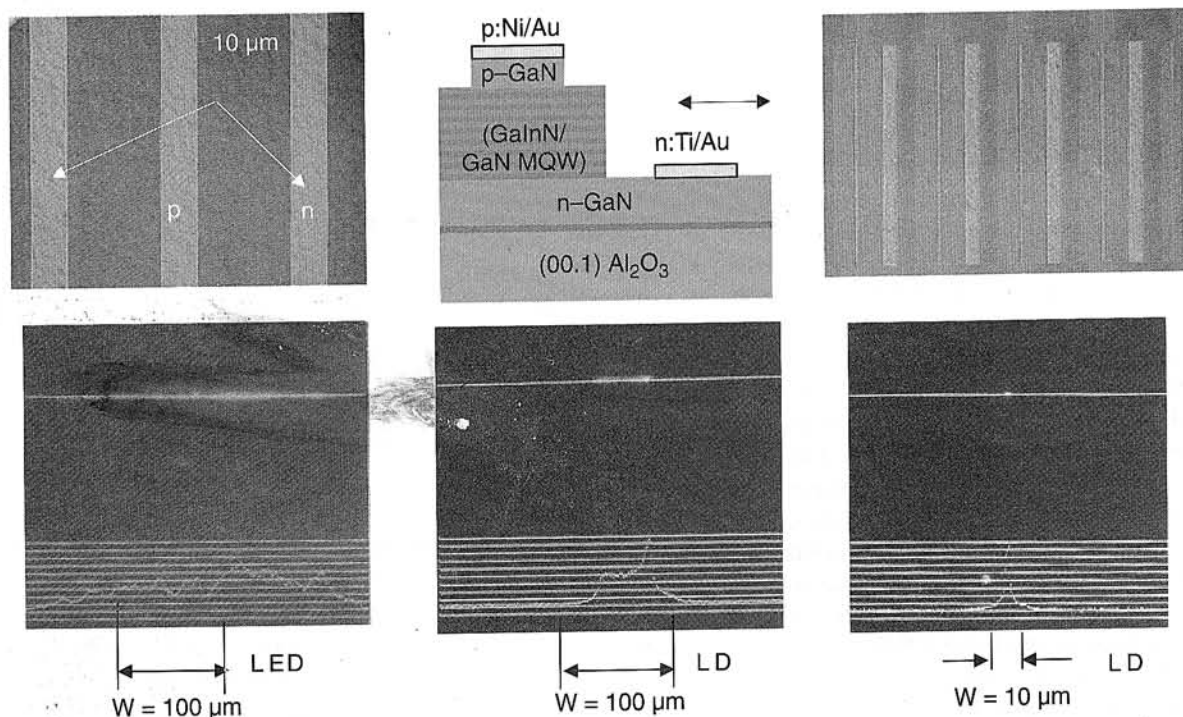 10 µm
p
n
p:Ni/Au
p–GaN
(GaInN/
GaN MQW)
n:Ti/Au
n–GaN
(00.1) Al₂O₃
LED
W = 100 µm
LD
W = 100 µm
LD
W = 10 µm